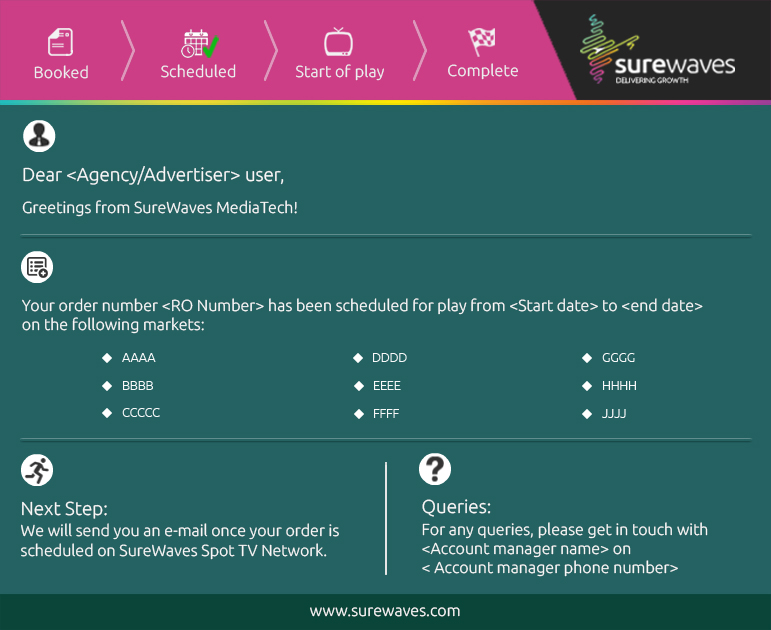 Booked
Scheduled
Start of play
Complete
surewaves
DELIVERING GROWTH
Dear <Agency/Advertiser> user,
Greetings from SureWaves MediaTech!
Your order number <RO Number> has been scheduled for play from <Start date> to <end date>
on the following markets:
AAAA
DDDD
GGGG
BBBB
EEEE
HHHH
CCCCC
FFFF
JJJJ
Next Step:
We will send you an e-mail once your order is
scheduled on SureWaves Spot TV Network.
Queries:
For any queries, please get in touch with
<Account manager name> on
< Account manager phone number>
www.surewaves.com